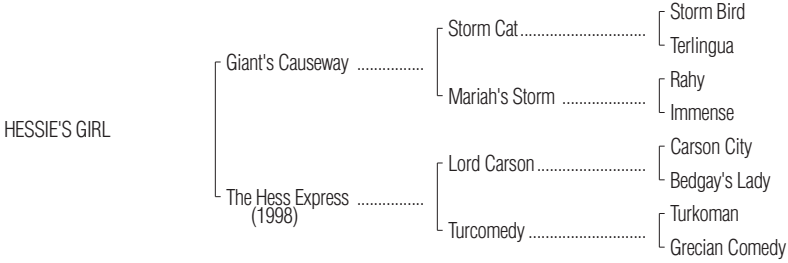 Storm Bird
Storm Cat..............................
Terlingua
Giant's Causeway ................
Rahy
Mariah's Storm ....................
Immense
HESSIE'S GIRL
Carson City
Lord Carson..........................
Bedgay's Lady
The Hess Express ................
(1998)
Turkoman
Turcomedy ............................
Grecian Comedy